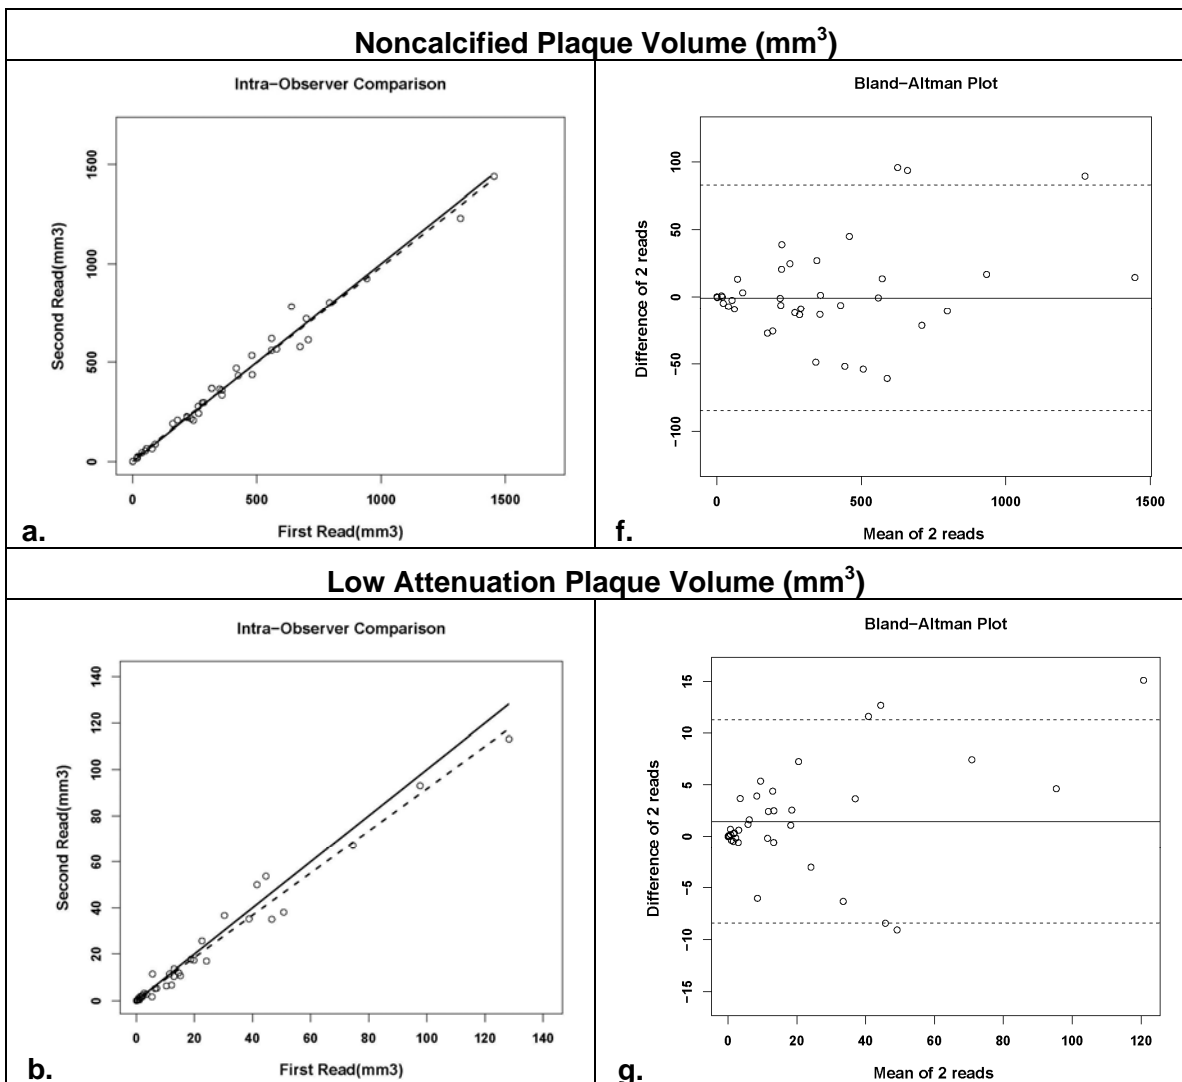 Noncalcified Plaque Volume (mm³)
Intra−Observer Comparison
Second Read(mm3)
1500
1000
500
0
0 500 1000 1500
First Read(mm3)
a.
Bland−Altman Plot
Difference of 2 reads
100
50
0
−50
−100
0 500 1000 1500
Mean of 2 reads
f.
Low Attenuation Plaque Volume (mm³)
Intra−Observer Comparison
Second Read(mm3)
140
120
100
80
60
40
20
0
0 20 40 60 80 100 120 140
First Read(mm3)
b.
Bland−Altman Plot
Difference of 2 reads
15
10
5
0
−5
−10
−15
0 20 40 60 80 100 120
Mean of 2 reads
g.